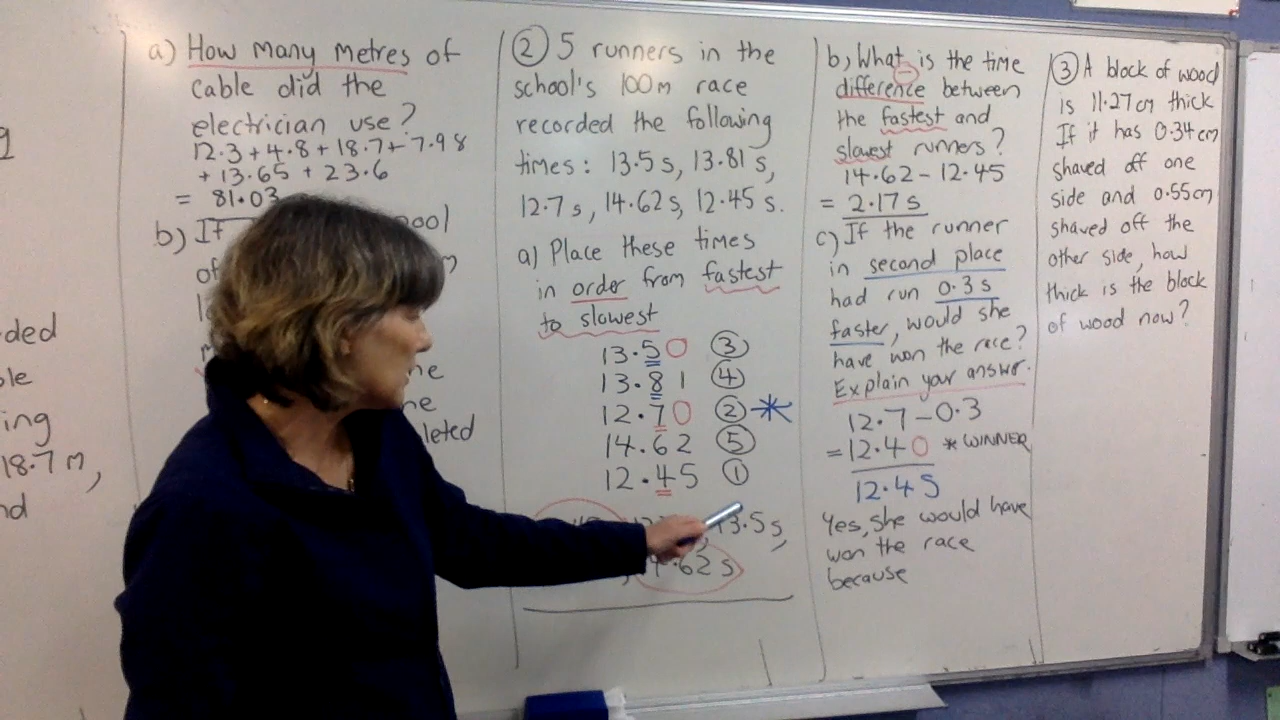 g
ded
ble
ing
18.7 m,
nd
a) How many metres of
cable did the
electrician use?
12.3 + 4.8 + 18.7 + 7.98
+ 13.65 + 23.6
= 81.03
b) If ool
of
ne
ne
leted
② 5 runners in the
school's 100m race
recorded the following
times: 13.5 s, 13.81 s,
12.7 s, 14.62 s, 12.45 s.
a) Place these times
in order from fastest
to slowest
13.50 ③
13.81 ④
12.70 ② *
14.62 ⑤
12.45 ①
13.5 s,
14.62 s
b, What is the time
−
difference between
the fastest and
slowest runners?
14.62 - 12.45
= 2.17 s
c) If the runner
in second place
had run 0.3 s
faster, would she
have won the race?
Explain your answer.
12.7 - 0.3
= 12.40 * WINNER
12.45
Yes, she would have
won the race
because
③ A block of wood
is 11.27 cm thick
If it has 0.34 cm
shaved off one
side and 0.55cm
shaved off the
other side, how
thick is the block
of wood now?